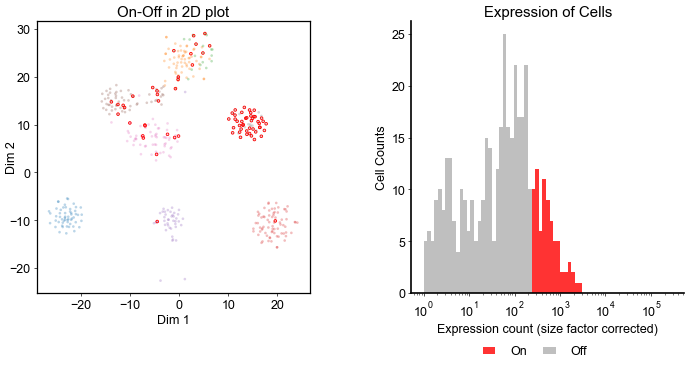 On-Off in 2D plot
30
20
10
0
−10
−20
Dim 2
−20
−10
0
10
20
Dim 1
Expression of Cells
25
20
15
10
5
0
Cell Counts
10⁰
10¹
10²
10³
10⁴
10⁵
Expression count (size factor corrected)
On
Off